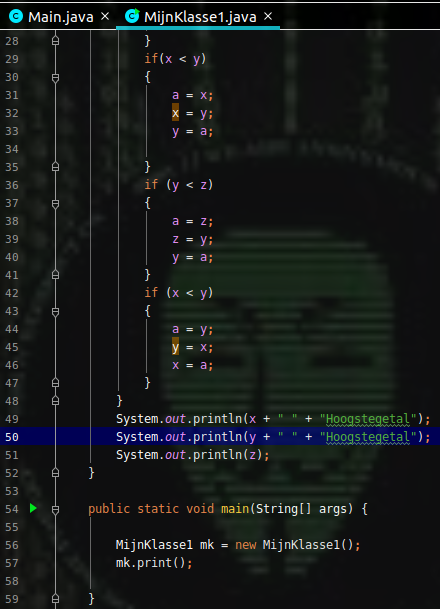 Main.java × MijnKlasse1.java ×
28 }
29 if(x < y)
30 {
31 a = x;
32 x = y;
33 y = a;
34
35 }
36 if (y < z)
37 {
38 a = z;
39 z = y;
40 y = a;
41 }
42 if (x < y)
43 {
44 a = y;
45 y = x;
46 x = a;
47 }
48 }
49 System.out.println(x + " " + "Hoogstegetal");
50 System.out.println(y + " " + "Hoogstegetal");
51 System.out.println(z);
52 }
53
54 public static void main(String[] args) {
55
56 MijnKlasse1 mk = new MijnKlasse1();
57 mk.print();
58
59 }